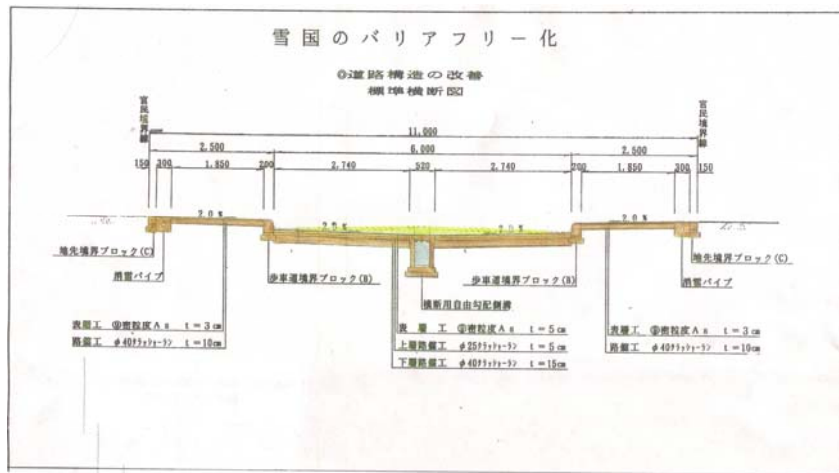 雪国のバリアフリー化
◎道路構造の改善
標準横断図
官民境界線
官民境界線
11,000
2,500 6,000 2,500
150 300 1,850 200 2,740 520 2,740 200 1,850 300 150
2.0 % 2.0 % 2.0 % 2.0 %
地先境界ブロック(C) 歩車道境界ブロック(B) 歩車道境界ブロック(B) 地先境界ブロック(C)
消雪パイプ 消雪パイプ
横断用自由勾配側溝
表層工 ⑬密粒度As t=3cm 表層工 ⑬密粒度As t=5cm 表層工 ⑬密粒度As t=3cm
路盤工 φ40クラッシャーラン t=10cm 上層路盤工 φ25クラッシャーラン t=5cm 路盤工 φ40クラッシャーラン t=10cm
下層路盤工 φ40クラッシャーラン t=15cm